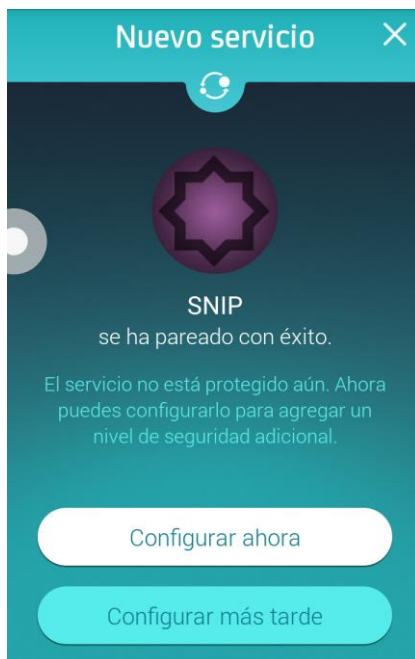 Nuevo servicio
SNIP
se ha pareado con éxito.
El servicio no está protegido aún. Ahora
puedes configurarlo para agregar un
nivel de seguridad adicional.
Configurar ahora
Configurar más tarde